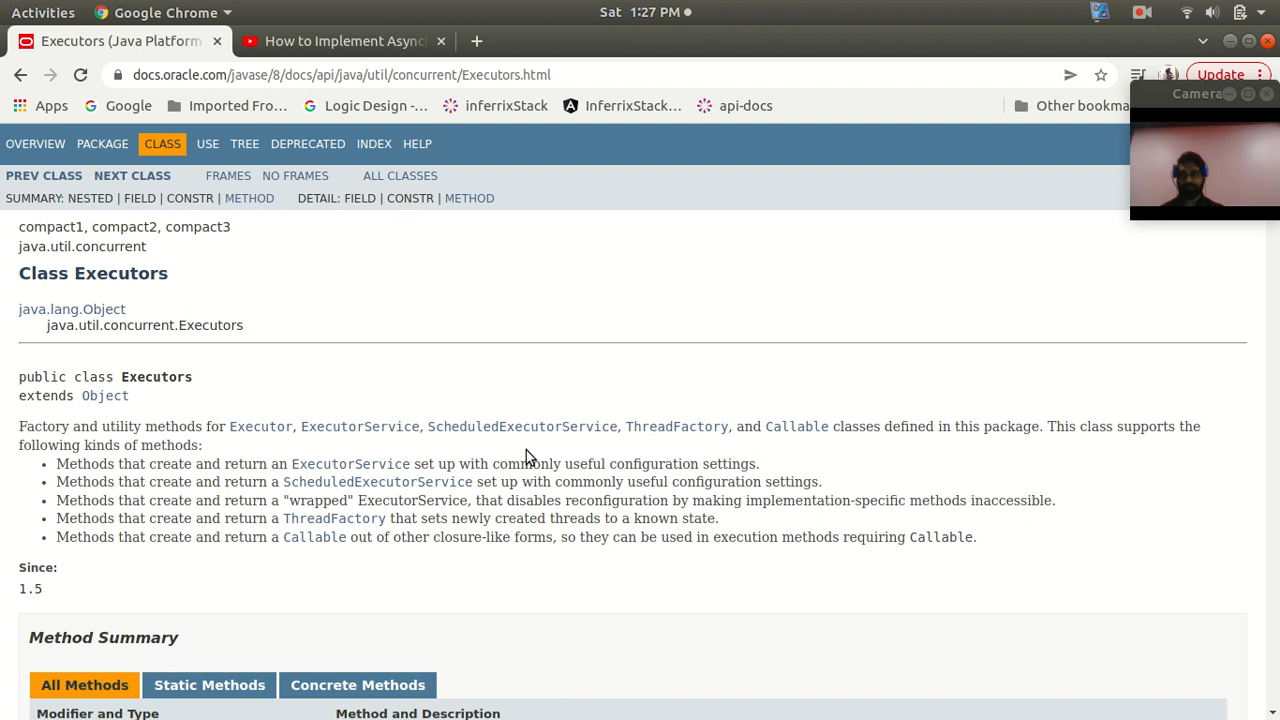 Activities Google Chrome Sat 1:27 PM
Executors (Java Platform How to Implement Async
docs.oracle.com/javase/8/docs/api/java/util/concurrent/Executors.html Update
Apps Google Imported Fro... Logic Design -... inferrixStack InferrixStack... api-docs Other bookma
Camera
OVERVIEW PACKAGE CLASS USE TREE DEPRECATED INDEX HELP
PREV CLASS NEXT CLASS FRAMES NO FRAMES ALL CLASSES
SUMMARY: NESTED | FIELD | CONSTR | METHOD DETAIL: FIELD | CONSTR | METHOD
compact1, compact2, compact3
java.util.concurrent
Class Executors
java.lang.Object
java.util.concurrent.Executors
public class Executors
extends Object
Factory and utility methods for Executor, ExecutorService, ScheduledExecutorService, ThreadFactory, and Callable classes defined in this package. This class supports the
following kinds of methods:
• Methods that create and return an ExecutorService set up with commonly useful configuration settings.
• Methods that create and return a ScheduledExecutorService set up with commonly useful configuration settings.
• Methods that create and return a "wrapped" ExecutorService, that disables reconfiguration by making implementation-specific methods inaccessible.
• Methods that create and return a ThreadFactory that sets newly created threads to a known state.
• Methods that create and return a Callable out of other closure-like forms, so they can be used in execution methods requiring Callable.
Since:
1.5
Method Summary
All Methods Static Methods Concrete Methods
Modifier and Type Method and Description